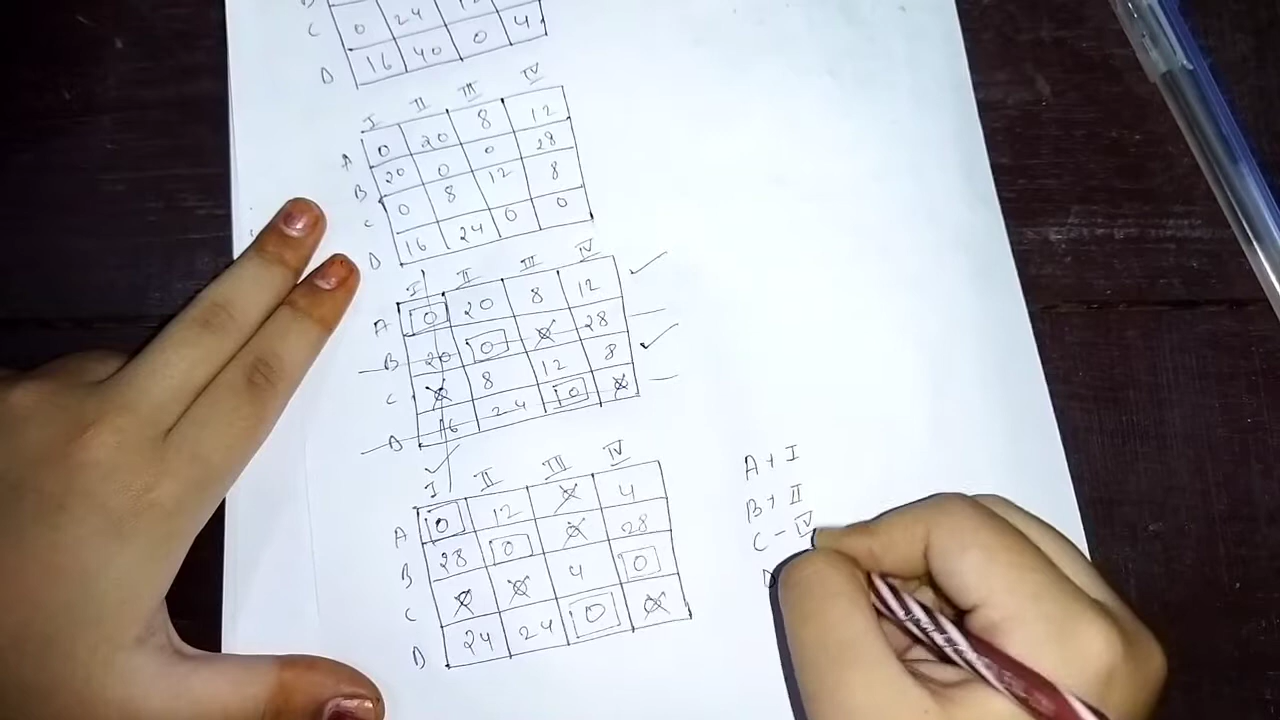 C 0 24 12
D 16 40 0 4
I II III IV
A 0 20 8 12
B 20 0 0 28
C 0 8 12 8
D 16 24 0 0
I II III IV
A 0 20 8 12
B 20 0 0 28
C 0 8 12 8
D 16 24 0 0
I II III IV
A 0 12 0 4
B 28 0 0 28
C 0 0 4 0
D 24 24 0 0
A → I
B → II
C - IV
D